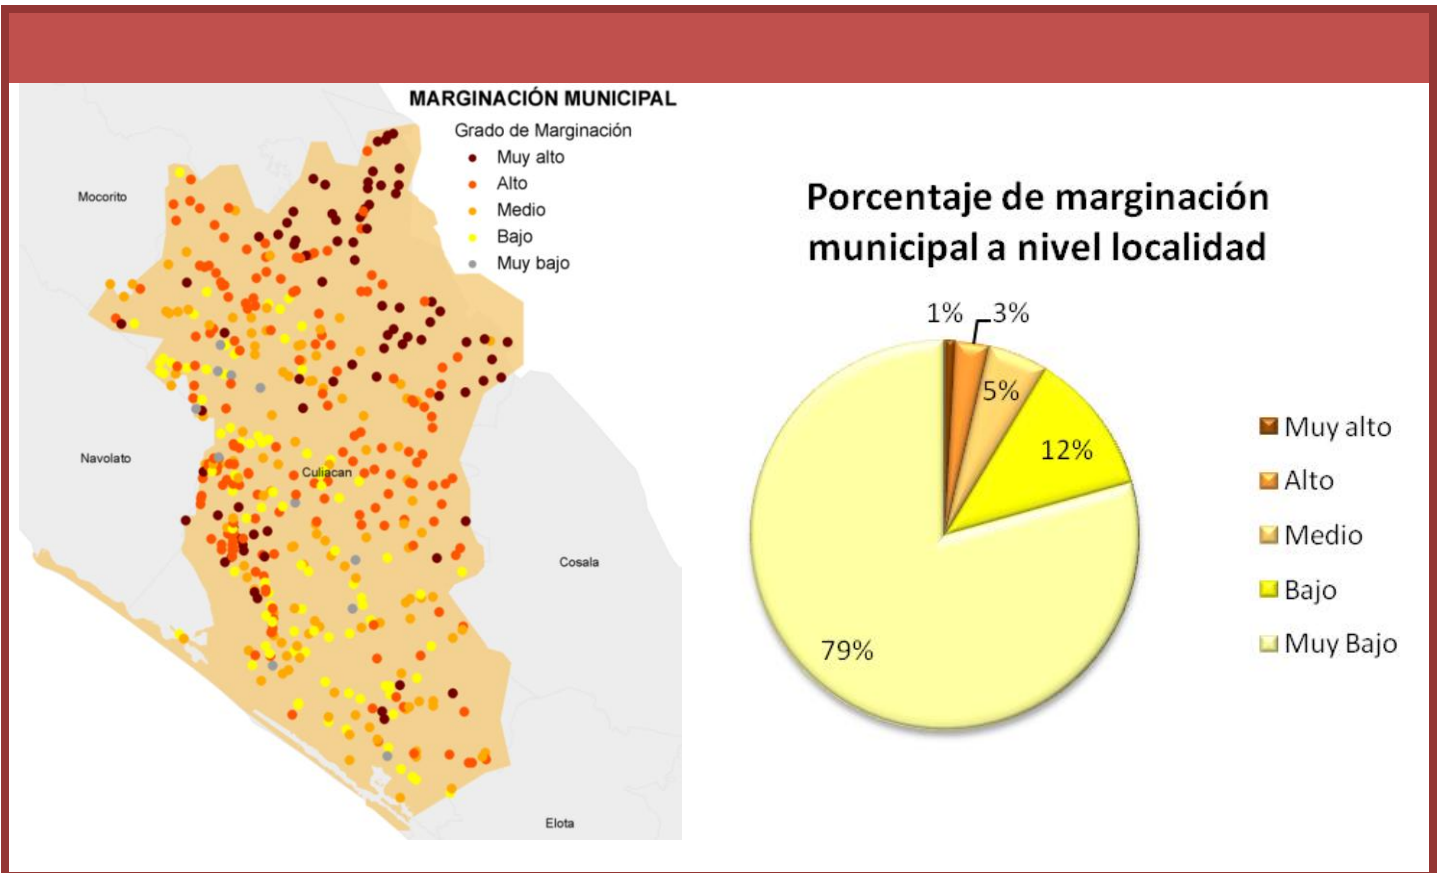 MARGINACIÓN MUNICIPAL
Grado de Marginación
Muy alto
Alto
Medio
Bajo
Muy bajo
Mocorito
Navolato
Culiacan
Cosala
Elota
Porcentaje de marginación
municipal a nivel localidad
1%
3%
5%
12%
79%
Muy alto
Alto
Medio
Bajo
Muy Bajo